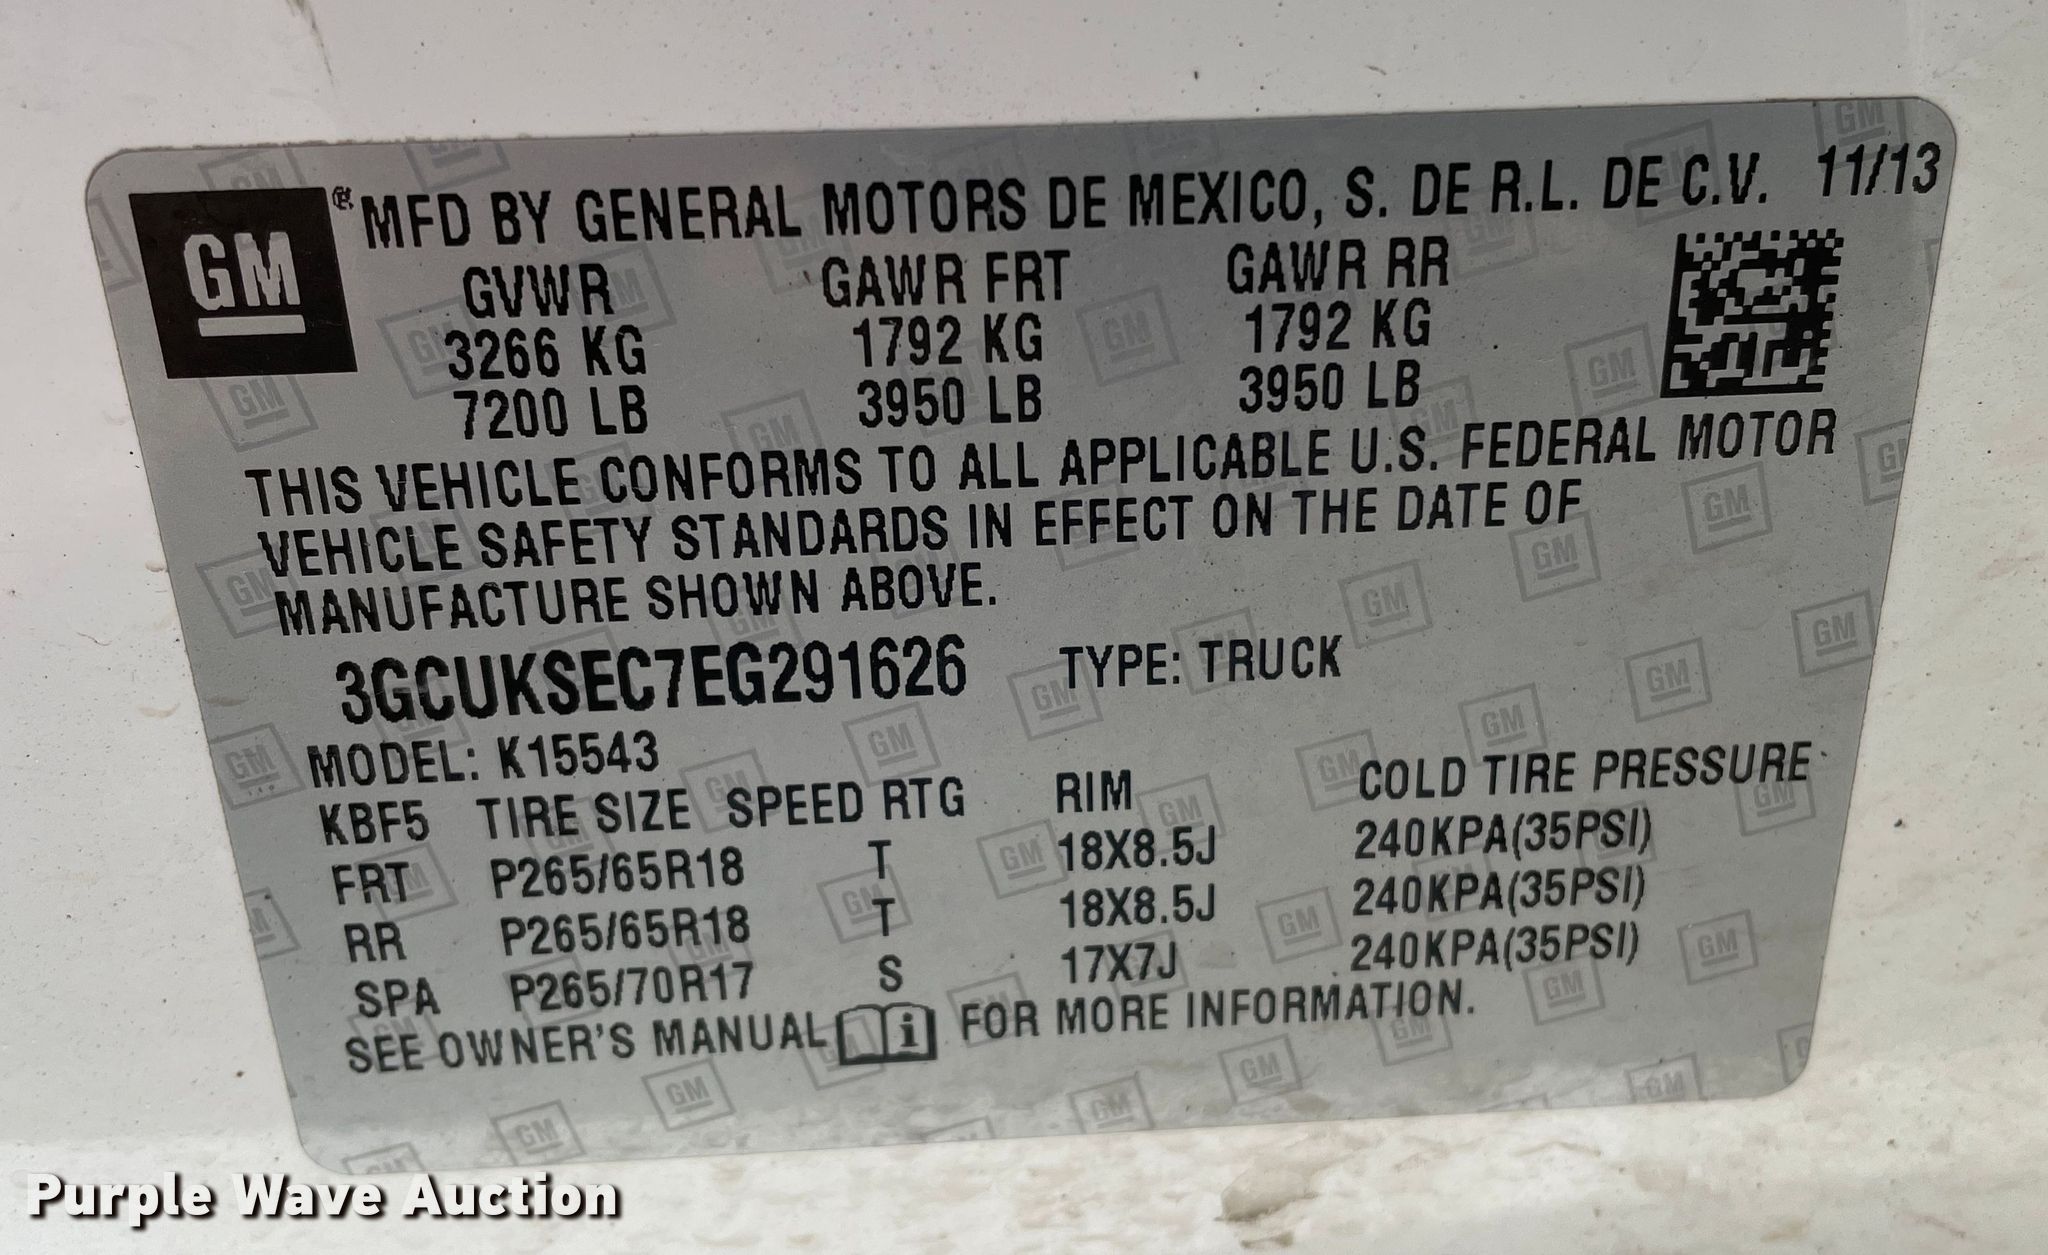 GM ® MFD BY GENERAL MOTORS DE MEXICO, S. DE R.L. DE C.V. 11/13
GVWR GAWR FRT GAWR RR
3266 KG 1792 KG 1792 KG
7200 LB 3950 LB 3950 LB
THIS VEHICLE CONFORMS TO ALL APPLICABLE U.S. FEDERAL MOTOR
VEHICLE SAFETY STANDARDS IN EFFECT ON THE DATE OF
MANUFACTURE SHOWN ABOVE.
3GCUKSEC7EG291626 TYPE: TRUCK
MODEL: K15543
KBF5 TIRE SIZE SPEED RTG RIM COLD TIRE PRESSURE
FRT P265/65R18 T 18X8.5J 240KPA(35PSI)
RR P265/65R18 T 18X8.5J 240KPA(35PSI)
SPA P265/70R17 S 17X7J 240KPA(35PSI)
SEE OWNER'S MANUAL i FOR MORE INFORMATION.
Purple Wave Auction